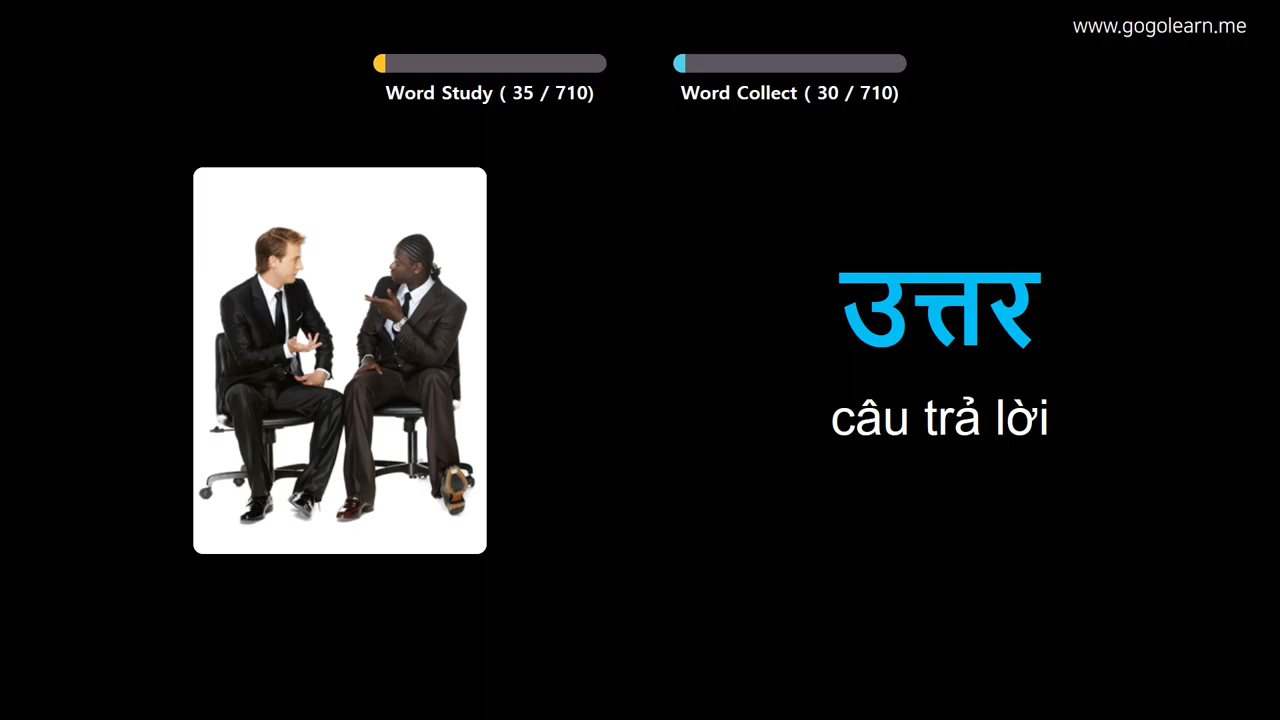 www.gogolearn.me
Word Study ( 35 / 710)
Word Collect ( 30 / 710)
उत्तर
câu trả lời